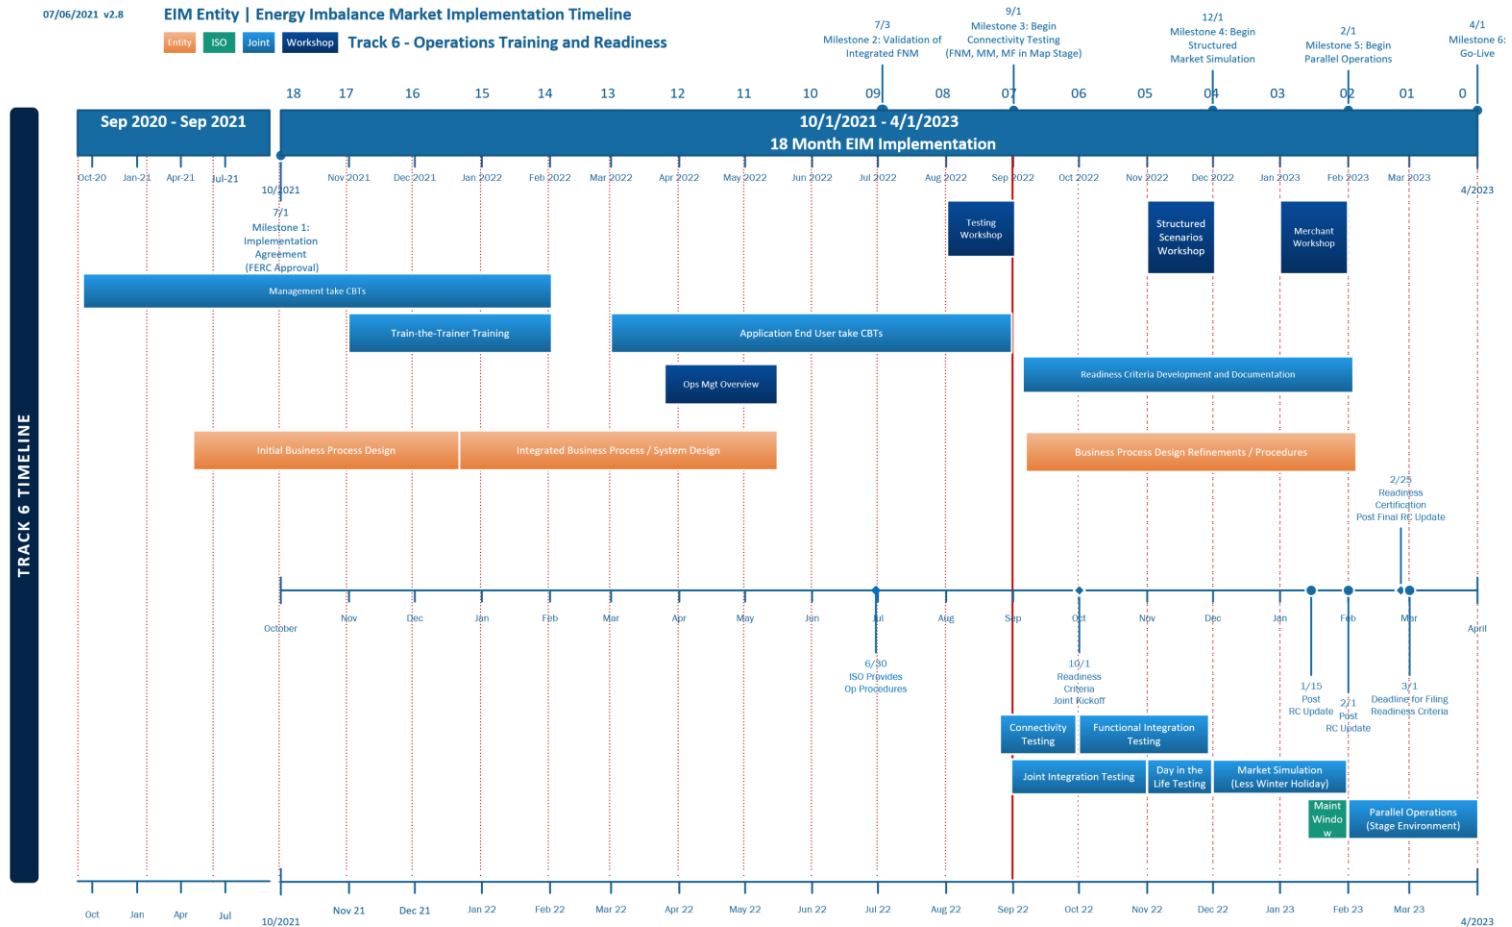 07/06/2021 v2.8
EIM Entity | Energy Imbalance Market Implementation Timeline
Entity
ISO
Joint
Workshop
Track 6 - Operations Training and Readiness
7/3
Milestone 2: Validation of
Integrated FNM
9/1
Milestone 3: Begin
Connectivity Testing
(FNM, MM, MF in Map Stage)
12/1
Milestone 4: Begin
Structured
Market Simulation
2/1
Milestone 5: Begin
Parallel Operations
4/1
Milestone 6:
Go-Live
18 17 16 15 14 13 12 11 10 09 08 07 06 05 04 03 02 01 0
Sep 2020 - Sep 2021
10/1/2021 - 4/1/2023
18 Month EIM Implementation
Oct-20 Jan-21 Apr-21 Jul-21
10/2021
Nov 2021 Dec 2021 Jan 2022 Feb 2022 Mar 2022 Apr 2022 May 2022 Jun 2022 Jul 2022 Aug 2022 Sep 2022 Oct 2022 Nov 2022 Dec 2022 Jan 2023 Feb 2023 Mar 2023
4/2023
7/1
Milestone 1:
Implementation
Agreement
(FERC Approval)
Testing
Workshop
Structured
Scenarios
Workshop
Merchant
Workshop
Management take CBTs
Train-the-Trainer Training
Application End User take CBTs
Ops Mgt Overview
Readiness Criteria Development and Documentation
Initial Business Process Design
Integrated Business Process / System Design
Business Process Design Refinements / Procedures
TRACK 6 TIMELINE
2/25
Readiness
Certification
Post Final RC Update
October
Nov Dec Jan Feb Mar Apr May Jun Jul Aug Sep Oct Nov Dec Jan Feb Mar
April
6/30
ISO Provides
Op Procedures
10/1
Readiness
Criteria
Joint Kickoff
1/15
Post
RC Update
2/1
Post
RC Update
3/1
Deadline for Filing
Readiness Criteria
Connectivity
Testing
Functional Integration
Testing
Joint Integration Testing
Day in the
Life Testing
Market Simulation
(Less Winter Holiday)
Maint
Windo
w
Parallel Operations
(Stage Environment)
Oct Jan Apr Jul
10/2021
Nov 21 Dec 21 Jan 22 Feb 22 Mar 22 Apr 22 May 22 Jun 22 Jul 22 Aug 22 Sep 22 Oct 22 Nov 22 Dec 22 Jan 23 Feb 23 Mar 23
4/2023